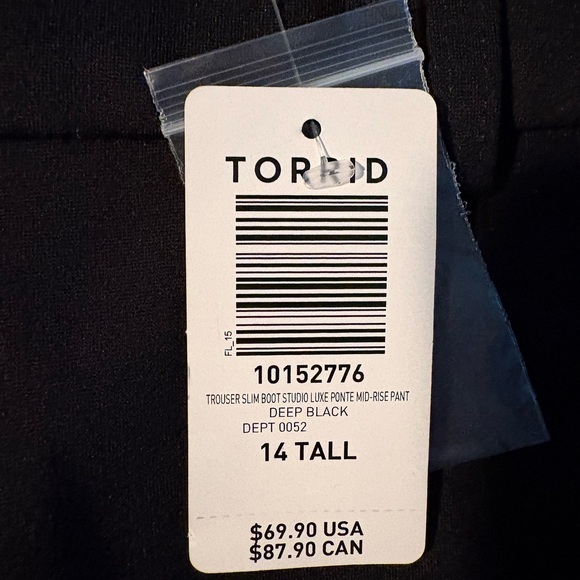 TORRID
FL_15
10152776
TROUSER SLIM BOOT STUDIO LUXE PONTE MID-RISE PANT
DEEP BLACK
DEPT 0052
14 TALL
$69.90 USA
$87.90 CAN